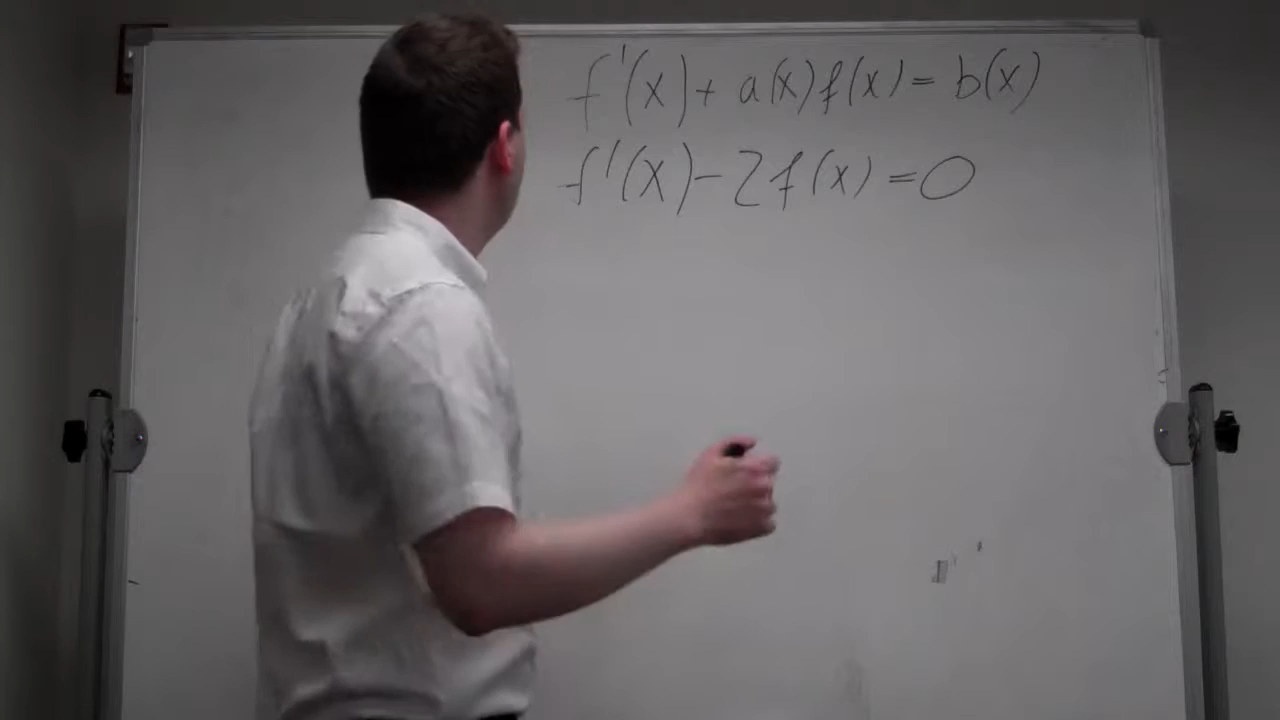 f'(x) + a(x)f(x) = b(x)
f'(x) - 2f(x) = 0